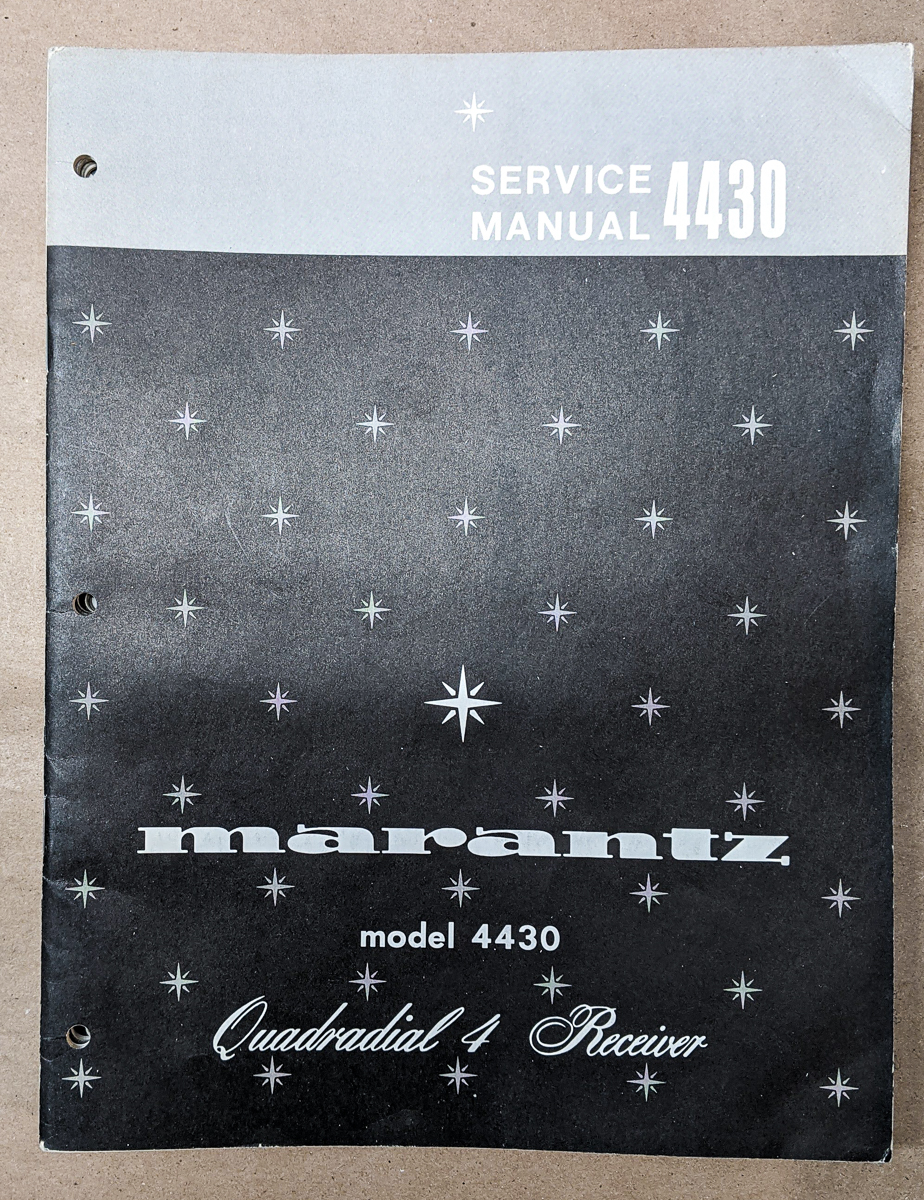 SERVICE
MANUAL 4430
marantz
model 4430
Quadradial 4 Receiver